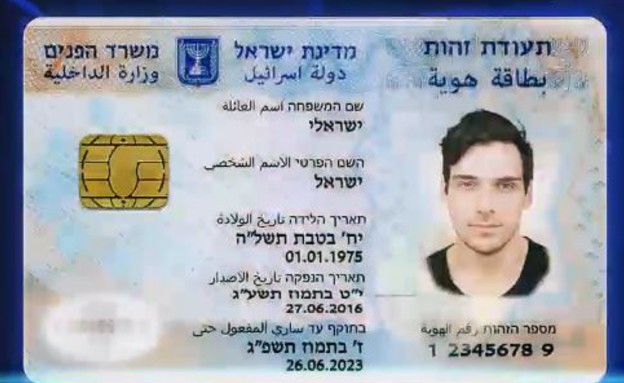 תעודת זהות
بطاقة هوية
מדינת ישראל
دولة اسرائيل
משרד הפנים
وزارة الداخلية
שם המשפחה اسم العائلة
ישראלי
השם הפרטי الاسم الشخصي
ישראל
תאריך הלידה تاريخ الولادة
יח' בטבת תשל"ה
01.01.1975
תאריך הנפקה تاريخ الاصدار
י"ט בתמוז תשע"ג
27.06.2016
בתוקף עד ساري المفعول حتى
ז' בתמוז תשפ"ג
26.06.2023
מספר הזהות رقم الهوية
1 2345678 9